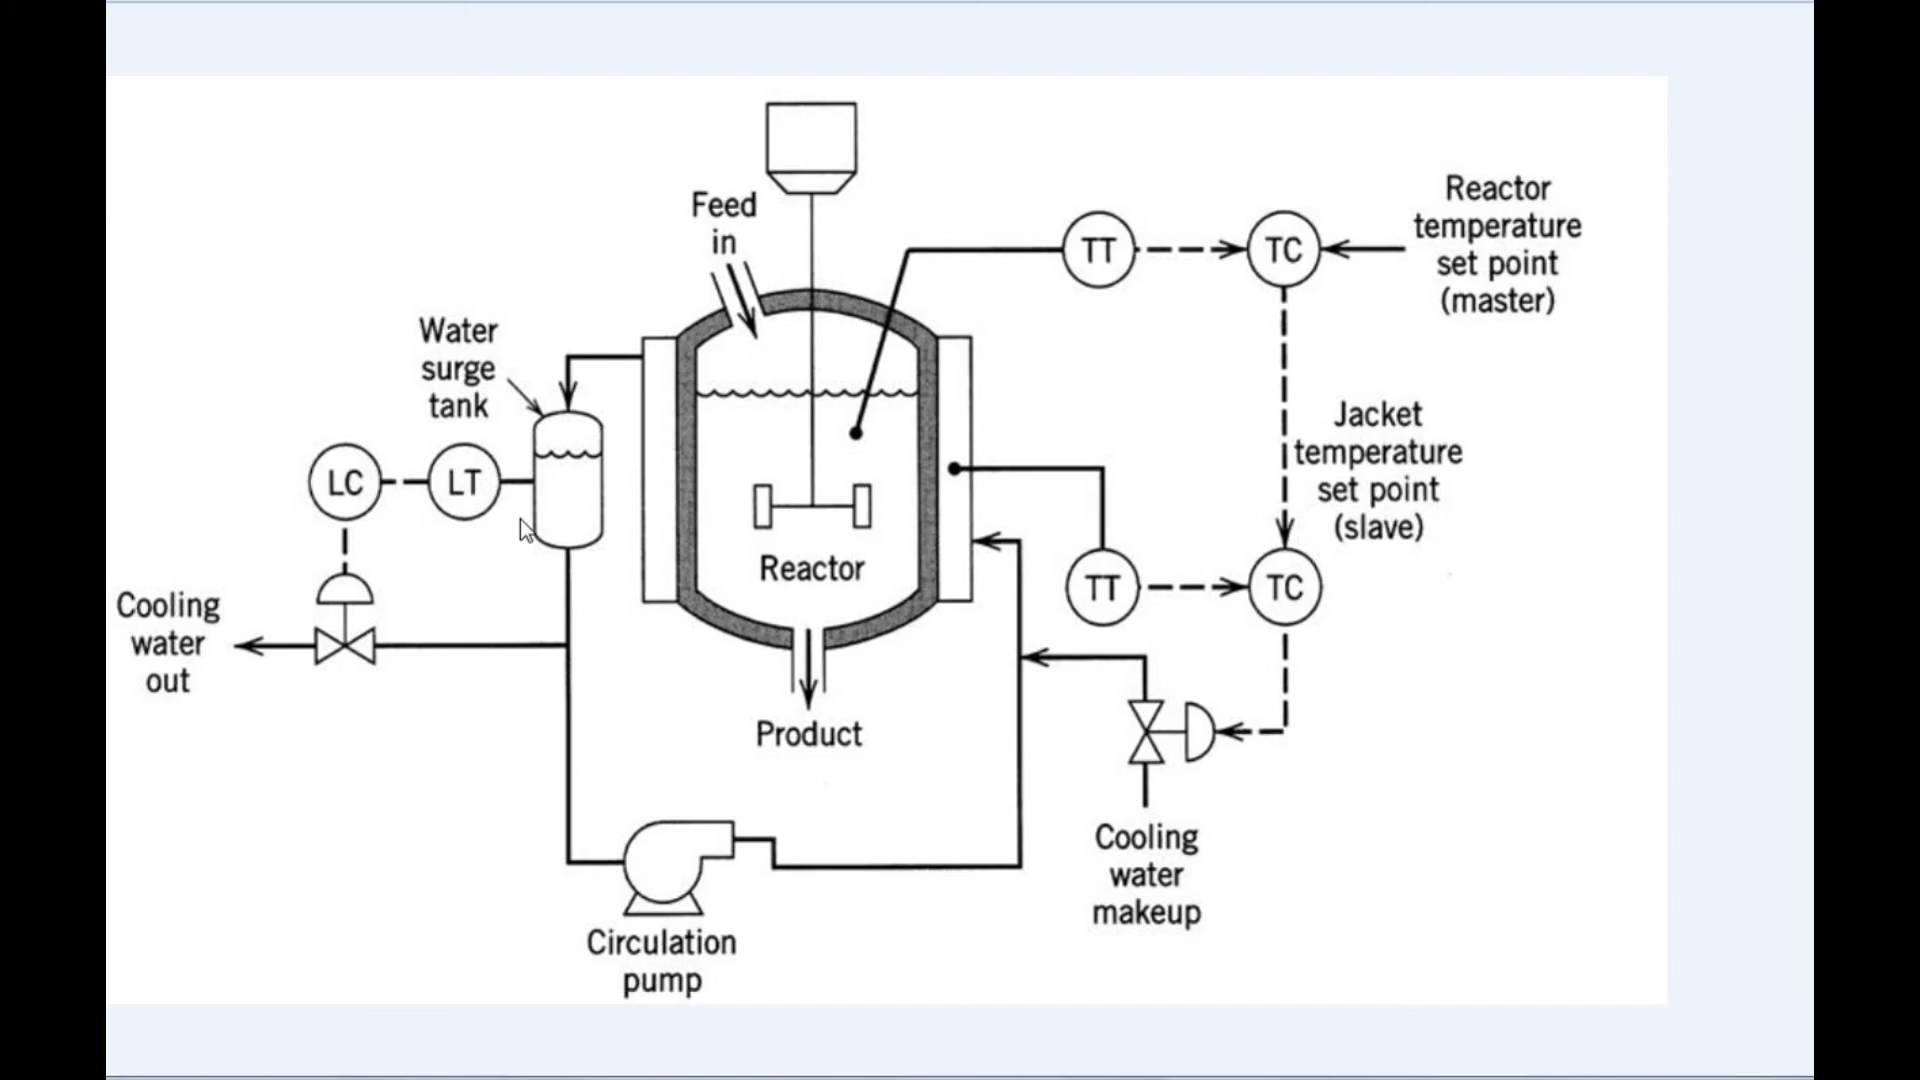 Feed
in
TT
TC
Reactor
temperature
set point
(master)
Water
surge
tank
Jacket
temperature
set point
(slave)
LC
LT
Reactor
TT
TC
Cooling
water
out
Product
Cooling
water
makeup
Circulation
pump